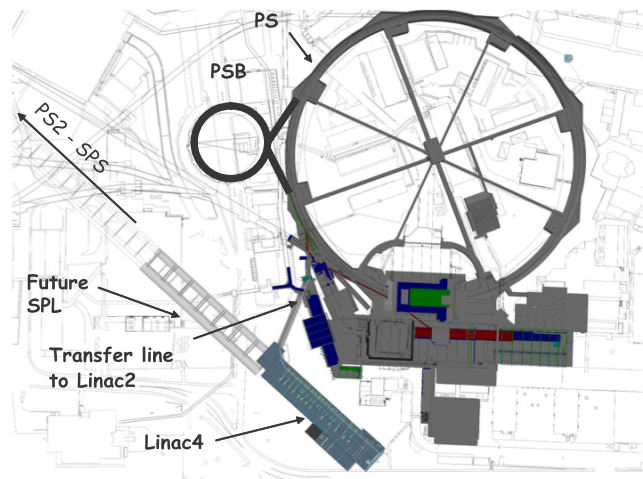 PS
PSB
PS2 - SPS
Future
SPL
Transfer line
to Linac2
Linac4